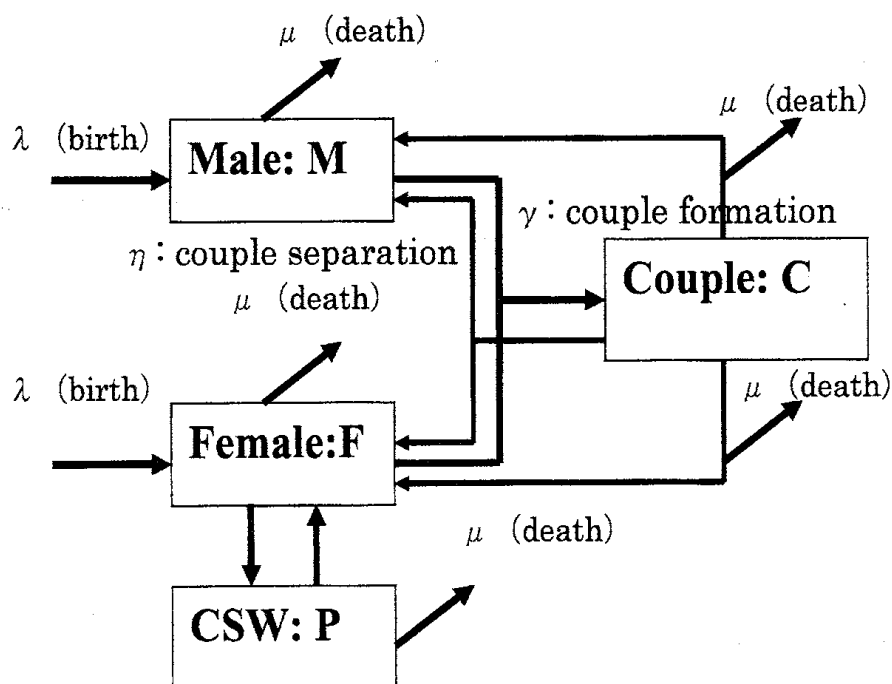 μ (death)
μ (death)
λ (birth)
Male: M
γ : couple formation
η : couple separation
Couple: C
μ (death)
λ (birth)
μ (death)
Female:F
μ (death)
CSW: P